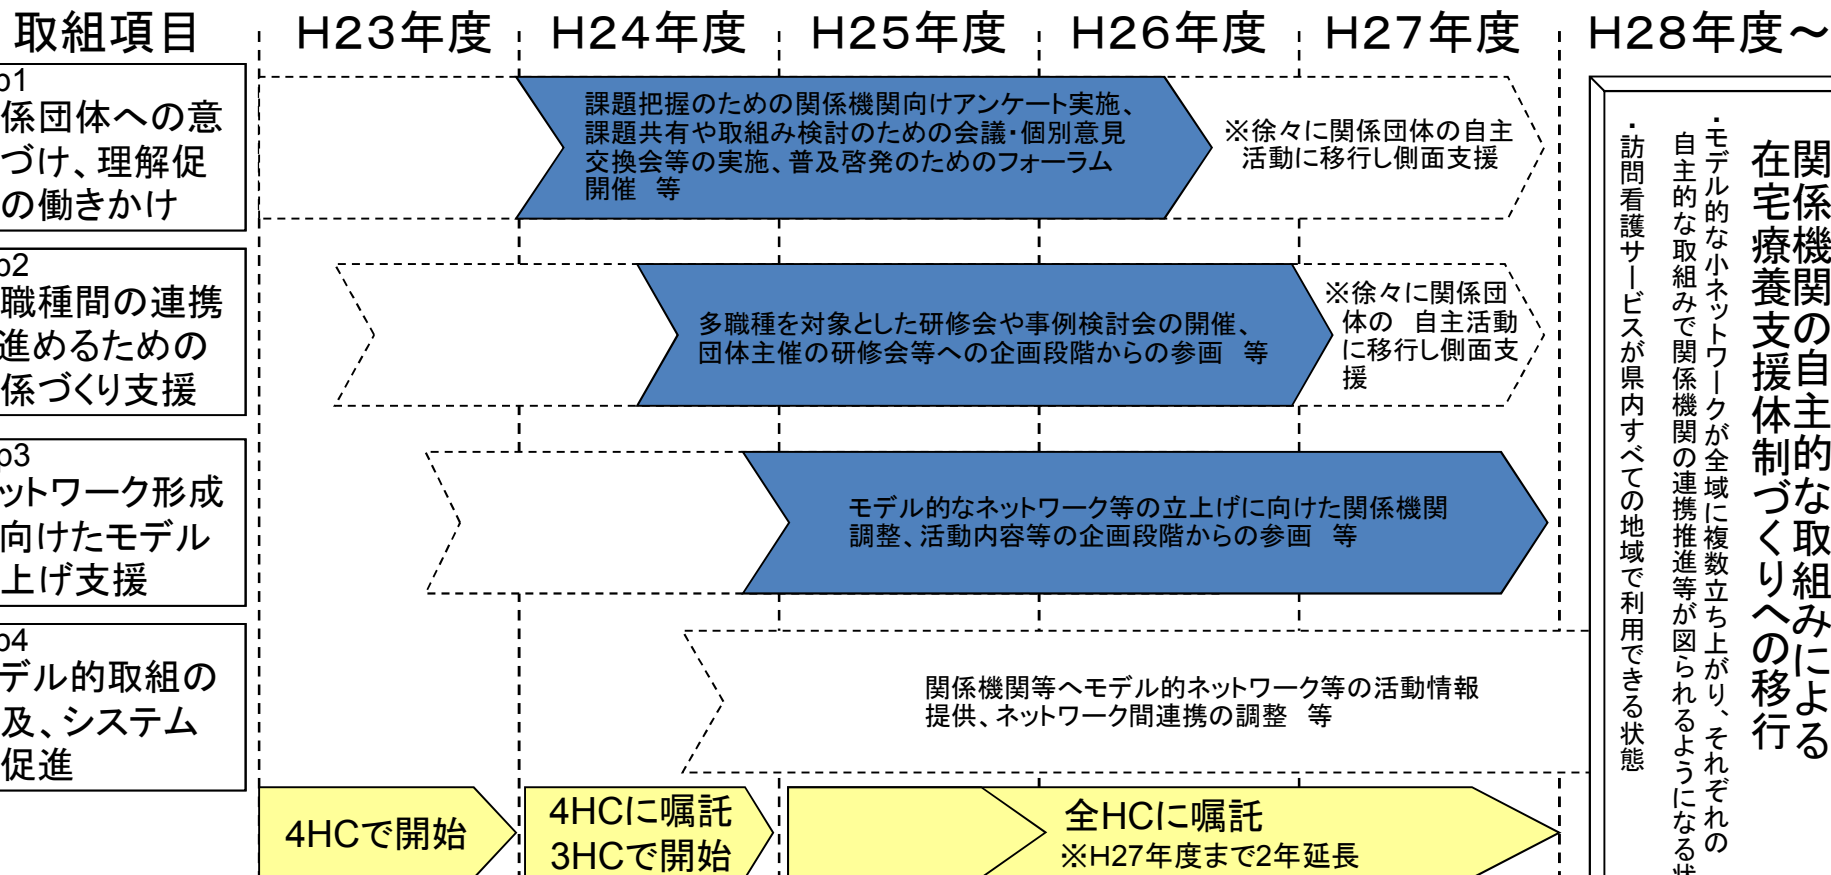 取組項目
H23年度
H24年度
H25年度
H26年度
H27年度
H28年度～
p1
係団体への意
づけ、理解促
の働きかけ
課題把握のための関係機関向けアンケート実施、
課題共有や取組み検討のための会議・個別意見
交換会等の実施、普及啓発のためのフォーラム
開催　等
※徐々に関係団体の自主
活動に移行し側面支援
p2
職種間の連携
進めるための
係づくり支援
多職種を対象とした研修会や事例検討会の開催、
団体主催の研修会等への企画段階からの参画　等
※徐々に関係団
体の　自主活動
に移行し側面支
援
p3
ットワーク形成
向けたモデル
上げ支援
モデル的なネットワーク等の立上げに向けた関係機関
調整、活動内容等の企画段階からの参画　等
p4
デル的取組の
及、システム
促進
関係機関等へモデル的ネットワーク等の活動情報
提供、ネットワーク間連携の調整　等
4HCで開始
4HCに嘱託
3HCで開始
全HCに嘱託
※H27年度まで2年延長
関係機関の自主的な取組みによる
在宅療養支援体制づくりへの移行
・モデル的な小ネットワークが全域に複数立ち上がり、それぞれの
自主的な取組みで関係機関の連携推進等が図られるようになる状
・訪問看護サービスが県内すべての地域で利用できる状態